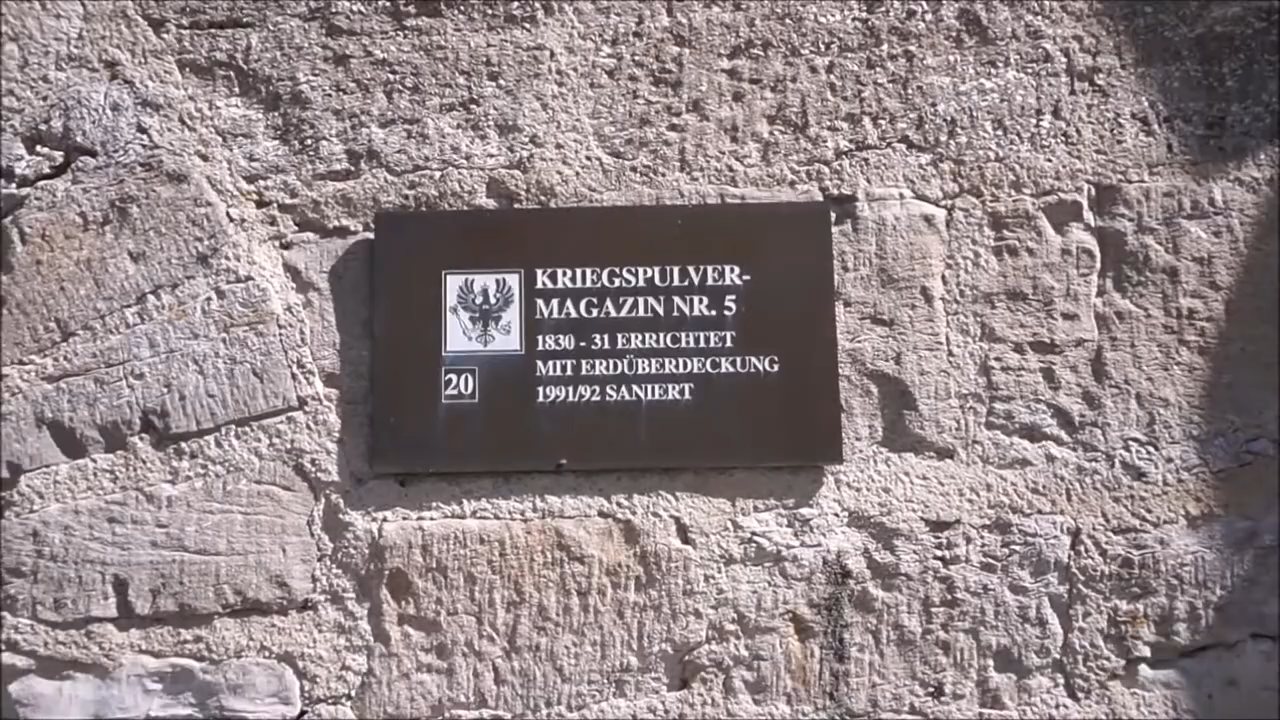 KRIEGSPULVER-
MAGAZIN NR. 5
1830 - 31 ERRICHTET
MIT ERDÜBERDECKUNG
1991/92 SANIERT
20